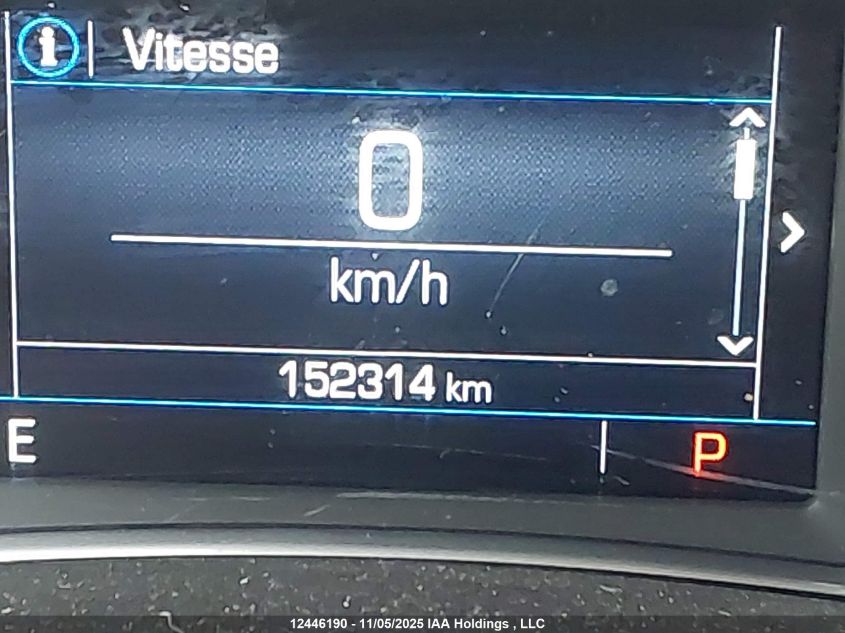 i Vitesse
0
km/h
152314 km
E P
12446190 - 11/05/2025 IAA Holdings , LLC